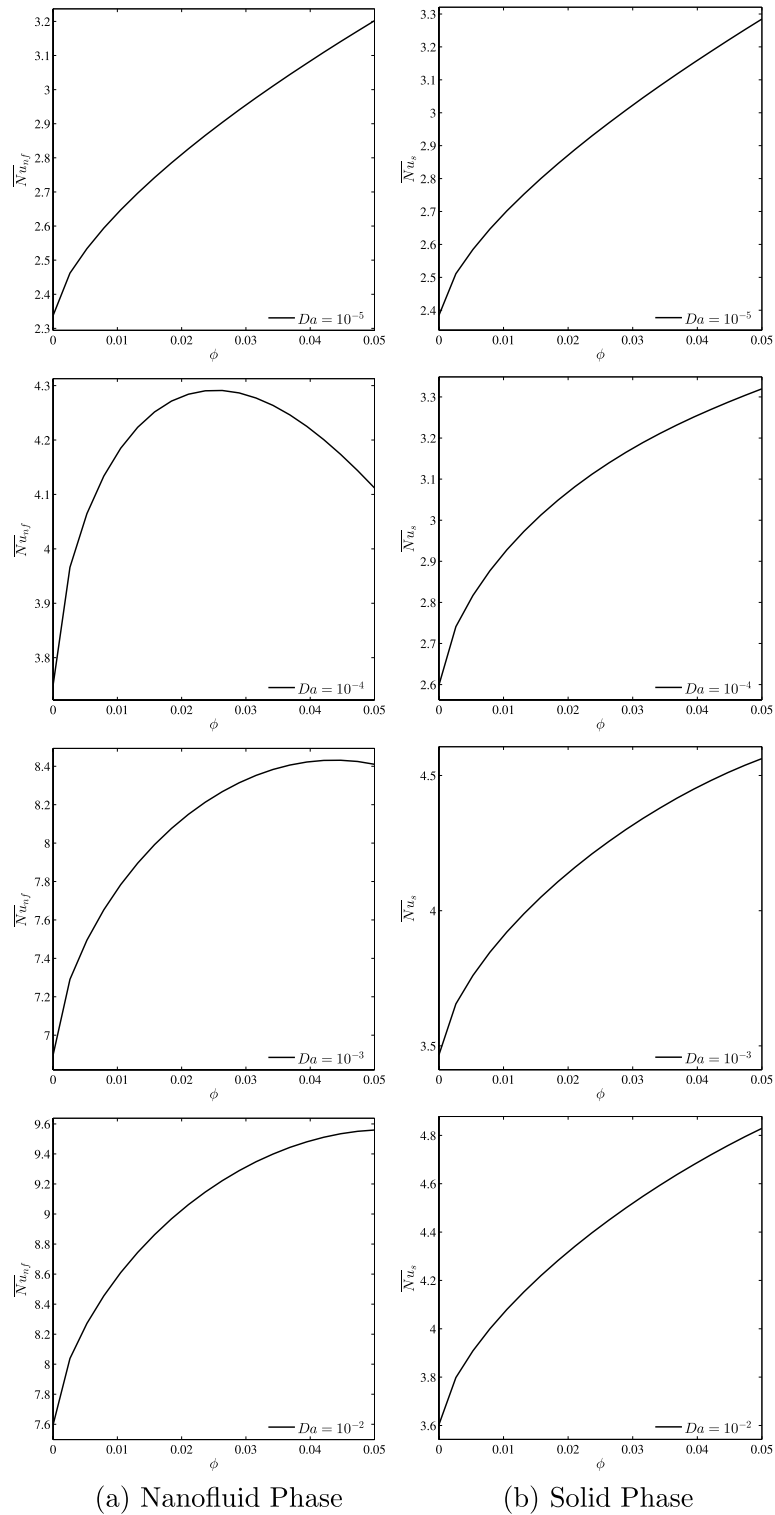 3.2
3.1
3
2.9
2.8
2.7
2.6
2.5
2.4
2.3
Nu_nf
0 0.01 0.02 0.03 0.04 0.05
ϕ
Da = 10⁻⁵
3.3
3.2
3.1
3
2.9
2.8
2.7
2.6
2.5
2.4
Nu_s
0 0.01 0.02 0.03 0.04 0.05
ϕ
Da = 10⁻⁵
4.3
4.2
4.1
4
3.9
3.8
Nu_nf
0 0.01 0.02 0.03 0.04 0.05
ϕ
Da = 10⁻⁴
3.3
3.2
3.1
3
2.9
2.8
2.7
2.6
Nu_s
0 0.01 0.02 0.03 0.04 0.05
ϕ
Da = 10⁻⁴
8.4
8.2
8
7.8
7.6
7.4
7.2
7
Nu_nf
0 0.01 0.02 0.03 0.04 0.05
ϕ
Da = 10⁻³
4.5
4
3.5
Nu_s
0 0.01 0.02 0.03 0.04 0.05
ϕ
Da = 10⁻³
9.6
9.4
9.2
9
8.8
8.6
8.4
8.2
8
7.8
7.6
Nu_nf
0 0.01 0.02 0.03 0.04 0.05
ϕ
Da = 10⁻²
4.8
4.6
4.4
4.2
4
3.8
3.6
Nu_s
0 0.01 0.02 0.03 0.04 0.05
ϕ
Da = 10⁻²
(a) Nanofluid Phase
(b) Solid Phase